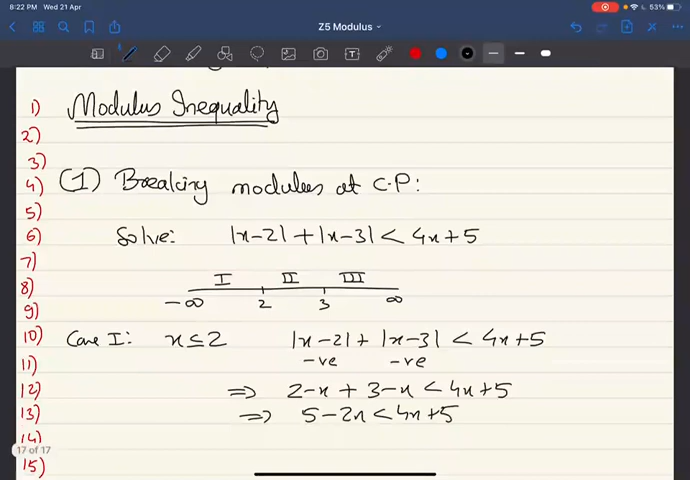 8:22 PM Wed 21 Apr
53%
Z5 Modulus
1) Modulus Inequality
2)
3)
4) (1) Breaking modulus at C.P:
5)
6) Solve: |x-2| + |x-3| < 4x+5
7)
I II III
8)
-∞ 2 3 ∞
9)
10) Case I: x ≤ 2 |x-2| + |x-3| < 4x+5
11) -ve -ve
12) ⇒ 2-x + 3-x < 4x+5
13) ⇒ 5-2x < 4x+5
14)
17 of 17
15)